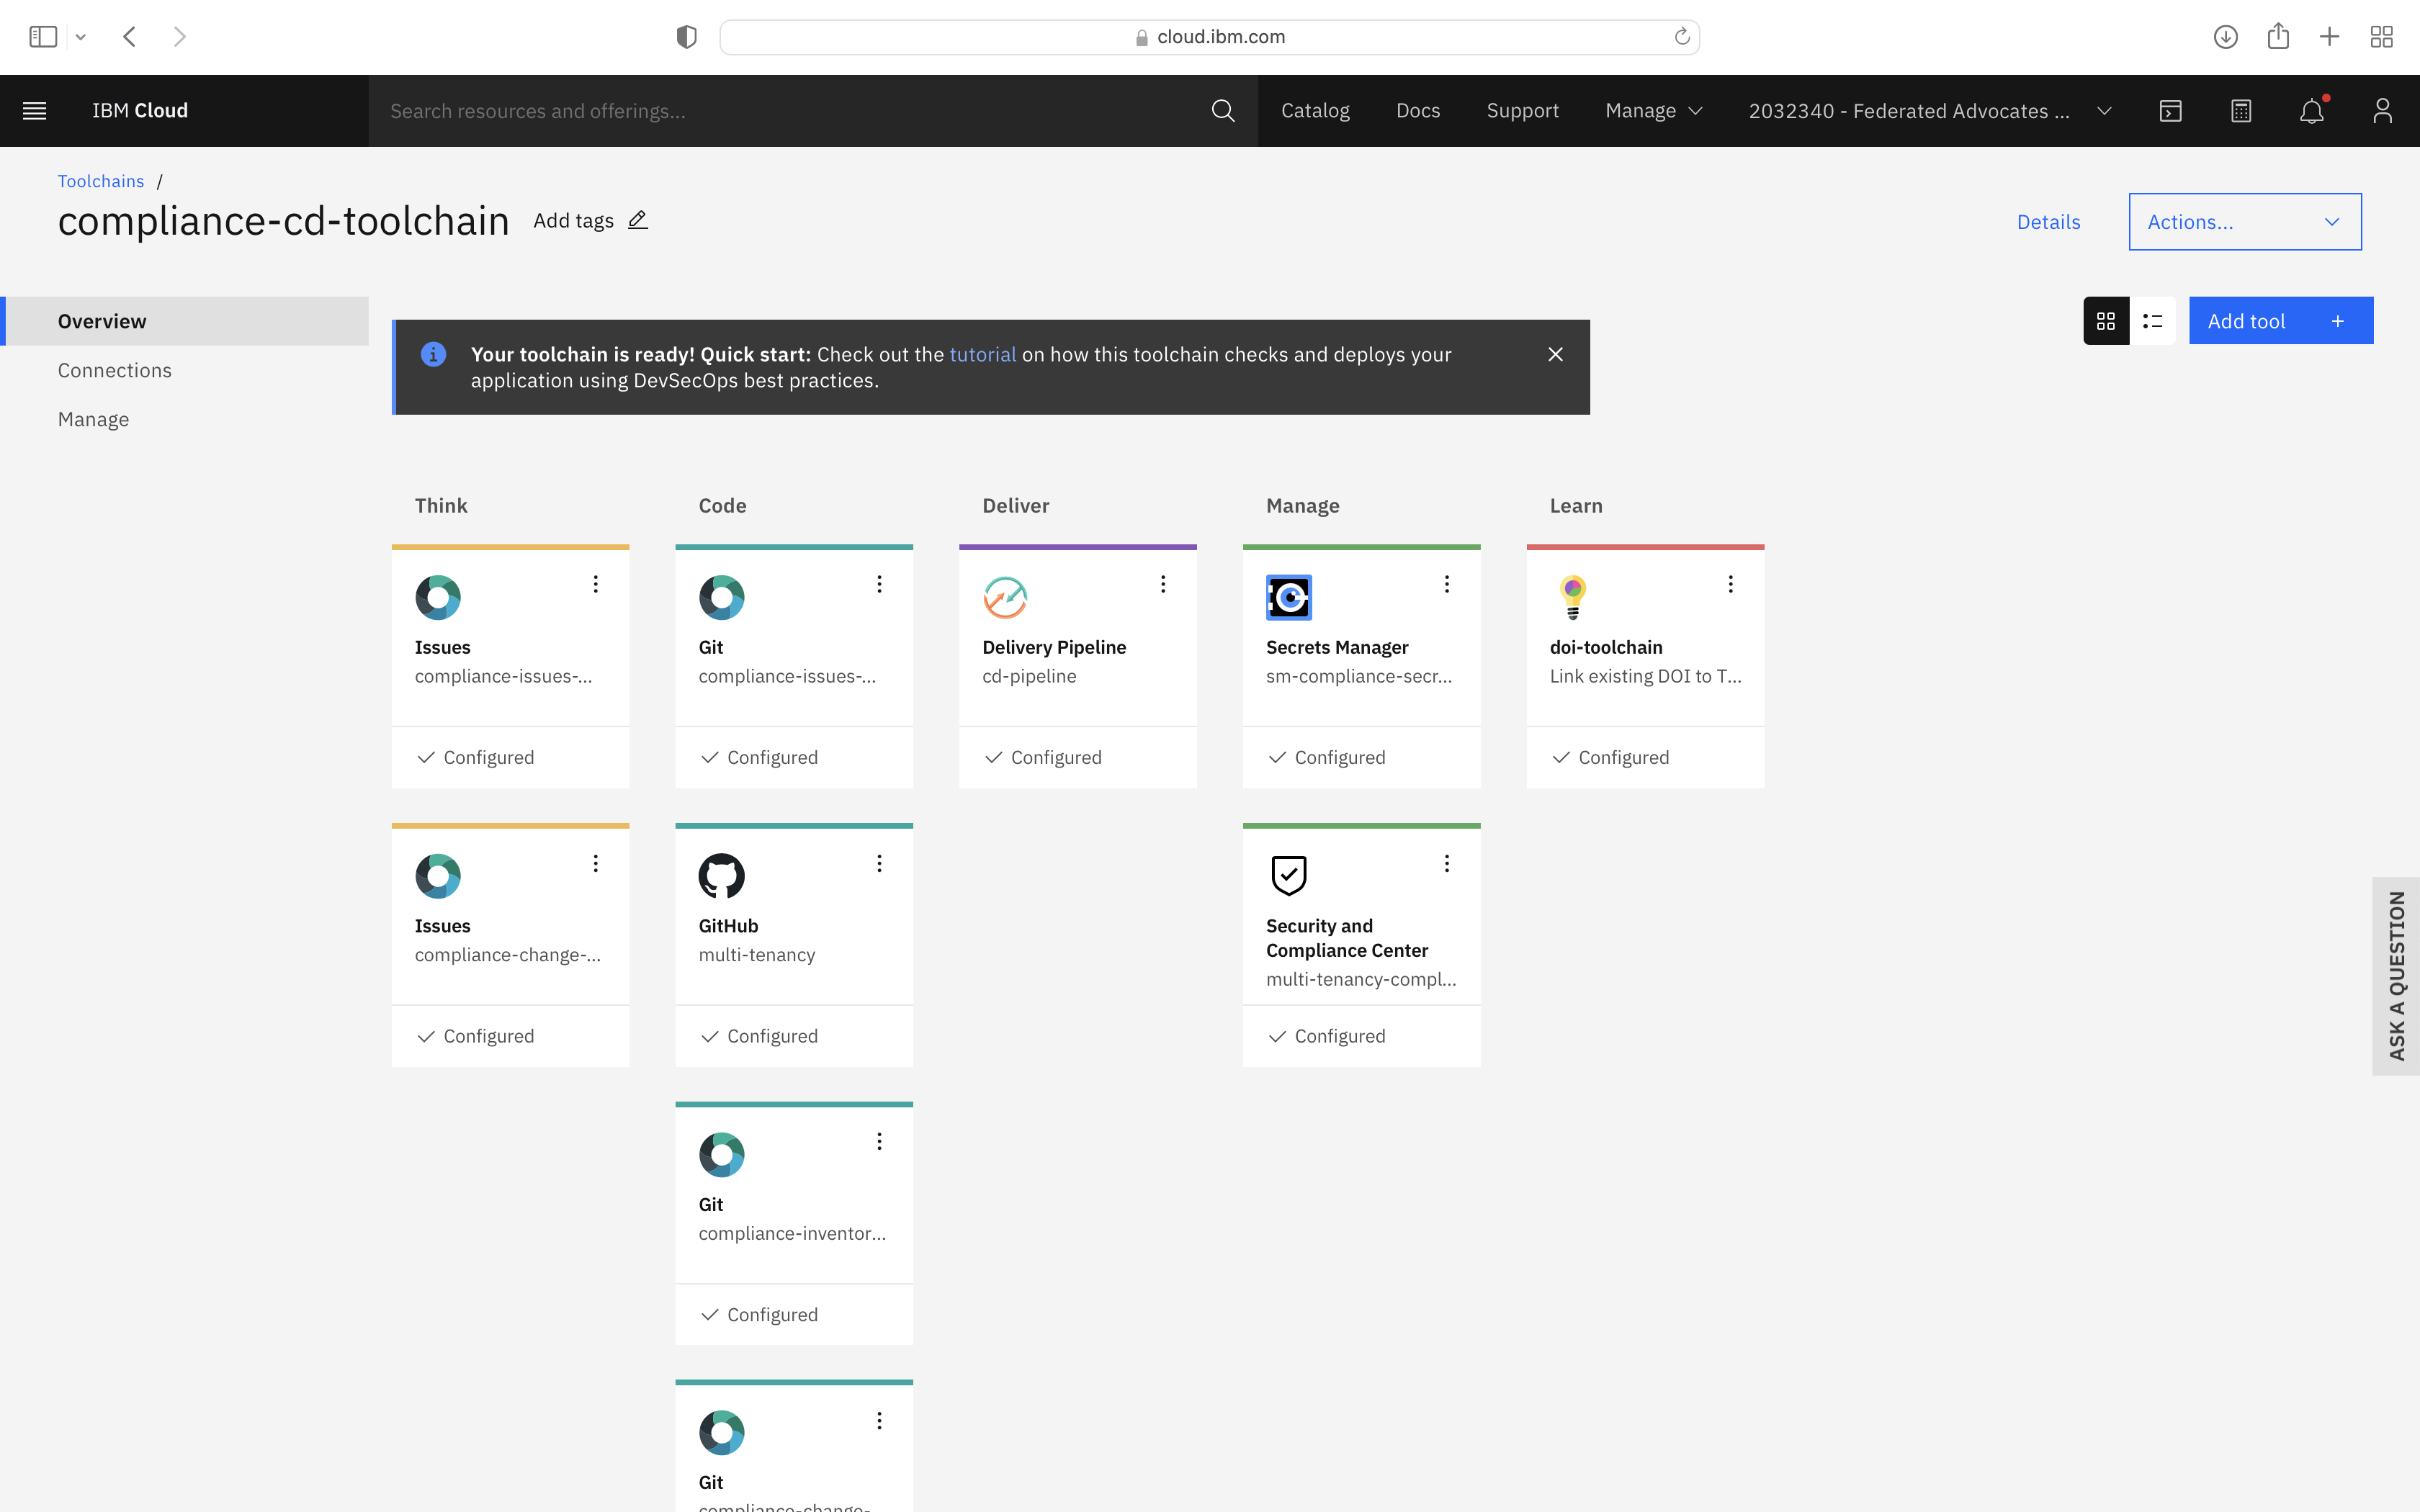 cloud.ibm.com
IBM Cloud
Search resources and offerings...
Catalog
Docs
Support
Manage
2032340 - Federated Advocates ...
Toolchains /
compliance-cd-toolchain
Add tags
Details
Actions...
Overview
Connections
Manage
Your toolchain is ready! Quick start: Check out the tutorial on how this toolchain checks and deploys your
application using DevSecOps best practices.
Add tool +
Think
Issues
compliance-issues-...
Configured
Issues
compliance-change-...
Configured
Code
Git
compliance-issues-...
Configured
GitHub
multi-tenancy
Configured
Git
compliance-inventor...
Configured
Git
compliance-change-
Deliver
Delivery Pipeline
cd-pipeline
Configured
Manage
Secrets Manager
sm-compliance-secr...
Configured
Security and
Compliance Center
multi-tenancy-compl...
Configured
Learn
doi-toolchain
Link existing DOI to T...
Configured
ASK A QUESTION